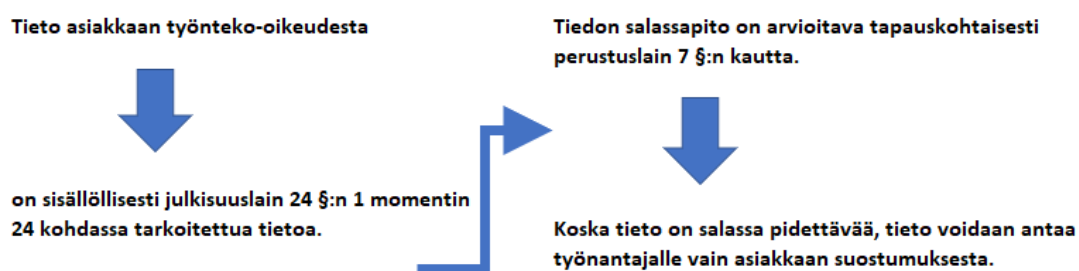 Tieto asiakkaan työnteko-oikeudesta
on sisällöllisesti julkisuuslain 24 §:n 1 momentin
24 kohdassa tarkoitettua tietoa.
Tiedon salassapito on arvioitava tapauskohtaisesti
perustuslain 7 §:n kautta.
Koska tieto on salassa pidettävää, tieto voidaan antaa
työnantajalle vain asiakkaan suostumuksesta.